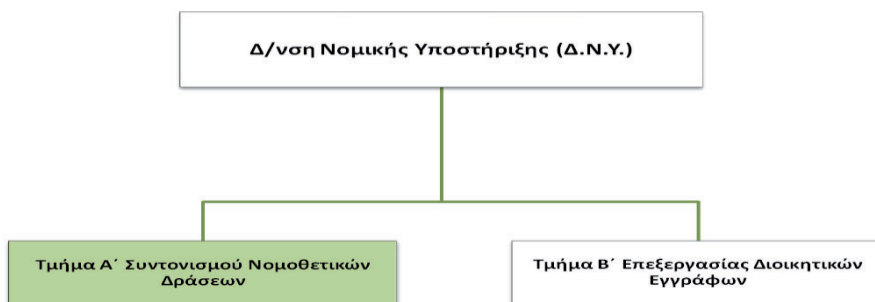 Δ/νση Νομικής Υποστήριξης (Δ.Ν.Υ.)
Τμήμα Α΄ Συντονισμού Νομοθετικών
Δράσεων
Τμήμα Β΄ Επεξεργασίας Διοικητικών
Εγγράφων